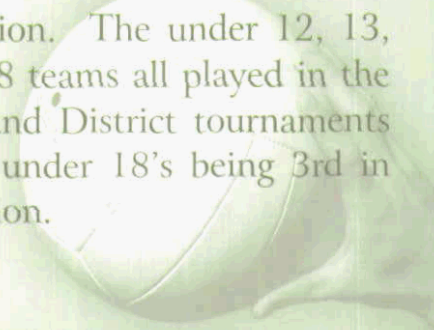 ion. The under 12, 13,
8 teams all played in the
nd District tournaments
under 18's being 3rd in
on.